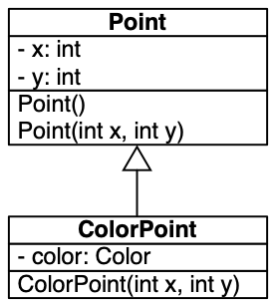 Point
- x: int
- y: int
Point()
Point(int x, int y)
ColorPoint
- color: Color
ColorPoint(int x, int y)